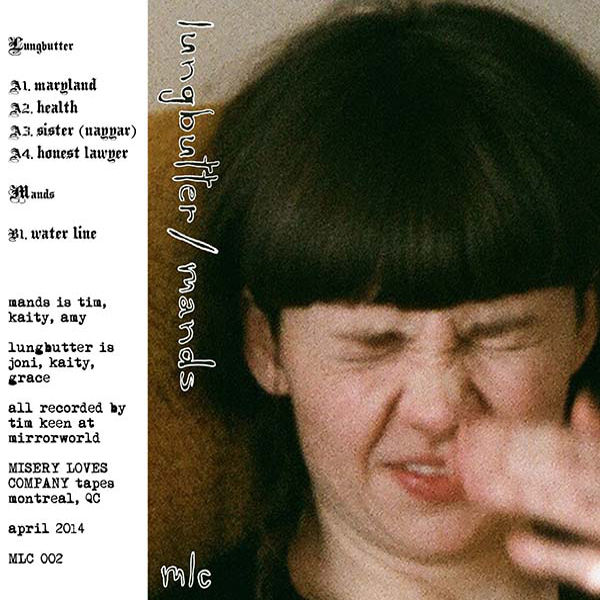 Lungbutter
A1. maryland
A2. health
A3. sister (nayyar)
A4. honest lawyer
Mands
B1. water line
mands is tim,
kaity, amy
lungbutter is
joni, kaity,
grace
all recorded by
tim keen at
mirrorworld
MISERY LOVES
COMPANY tapes
montreal, QC
april 2014
MLC 002
lungbutter / mands
m/c